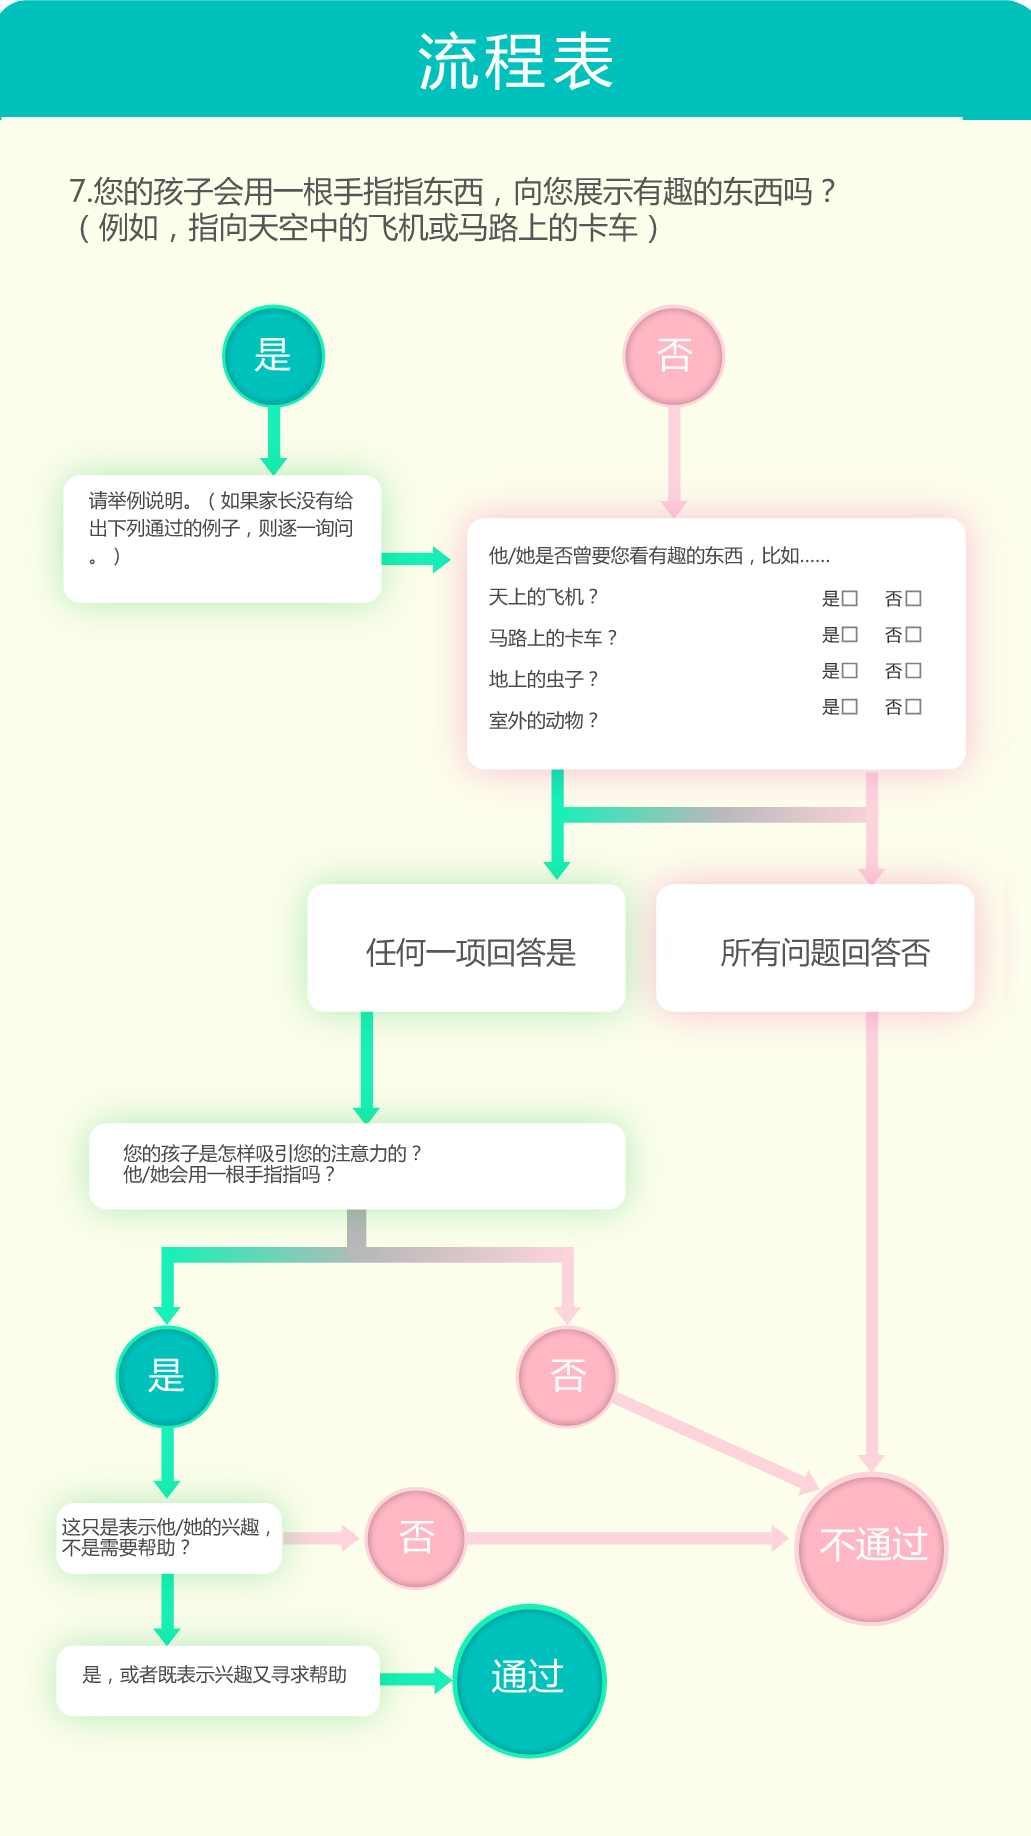 流程表
7.您的孩子会用一根手指指东西，向您展示有趣的东西吗？
（例如，指向天空中的飞机或马路上的卡车）
是
否
请举例说明。（如果家长没有给
出下列通过的例子，则逐一询问
。）
他/她是否曾要您看有趣的东西，比如......
天上的飞机？ 是□ 否□
马路上的卡车？ 是□ 否□
地上的虫子？ 是□ 否□
室外的动物？ 是□ 否□
任何一项回答是
所有问题回答否
您的孩子是怎样吸引您的注意力的？
他/她会用一根手指指吗？
是
否
这只是表示他/她的兴趣，
不是需要帮助？
否
不通过
是，或者既表示兴趣又寻求帮助
通过